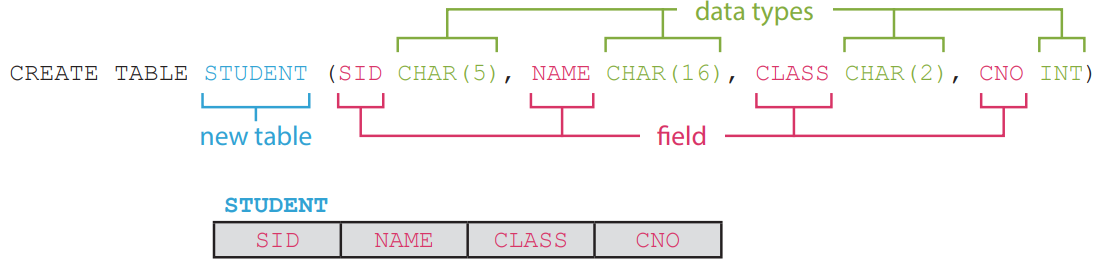 data types
CREATE TABLE STUDENT (SID CHAR(5), NAME CHAR(16), CLASS CHAR(2), CNO INT)
new table
field
STUDENT
SID NAME CLASS CNO